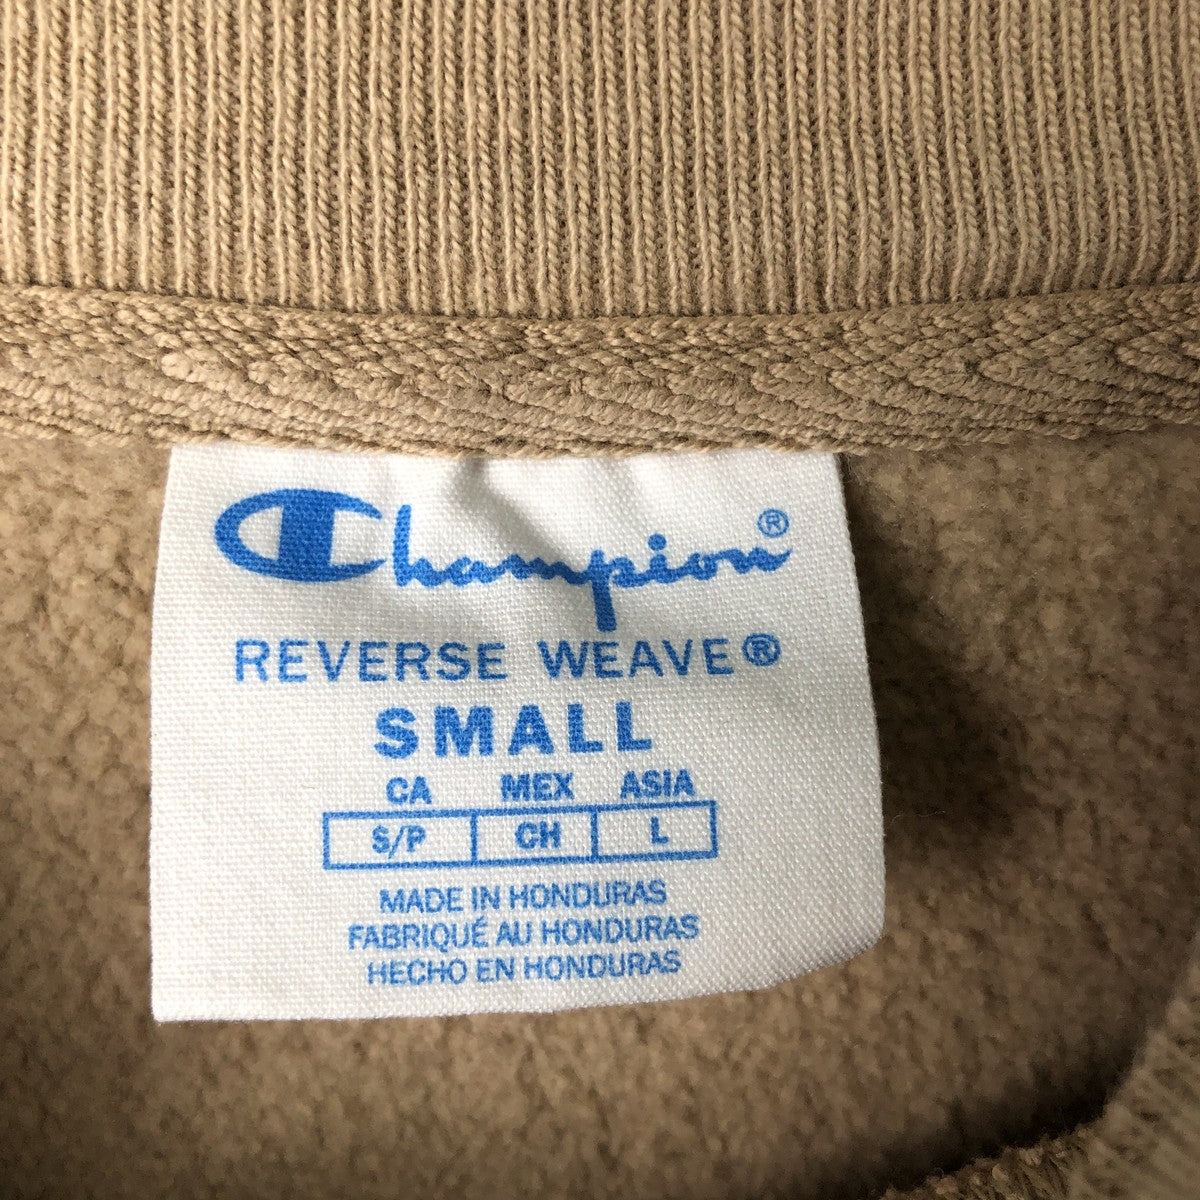 Champion®
REVERSE WEAVE®
SMALL
CA MEX ASIA
S/P CH L
MADE IN HONDURAS
FABRIQUÉ AU HONDURAS
HECHO EN HONDURAS